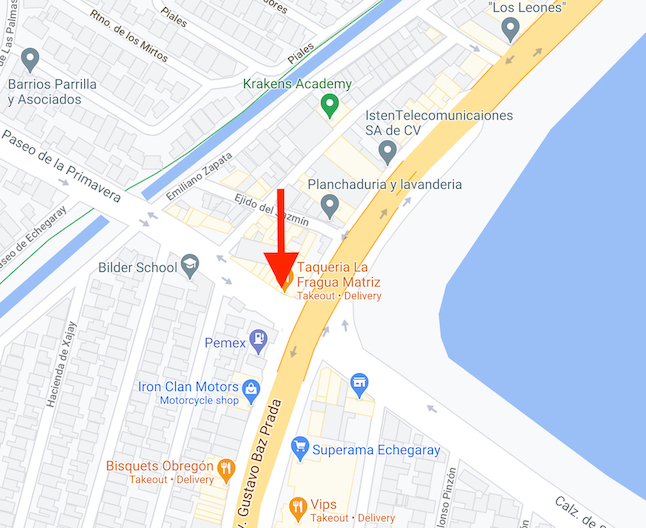 Piales
Rtno. de los Mirtos
Piales
de Las Palmas
"Los Leones"
Barrios Parrilla
y Asociados
Krakens Academy
IstenTelecomunicaiones
SA de CV
Paseo de la Primavera
Emiliano Zapata
Planchaduria y lavanderia
Ejido del Jazmin
aseo de Echegaray
Bilder School
Taqueria La
Fragua Matriz
Takeout • Delivery
Hacienda de Xajay
Pemex
Iron Clan Motors
Motorcycle shop
v. Gustavo Baz Prada
Superama Echegaray
Bisquets Obregón
Takeout • Delivery
Vips
Takeout • Delivery
lonso Pinzón
Calz. de